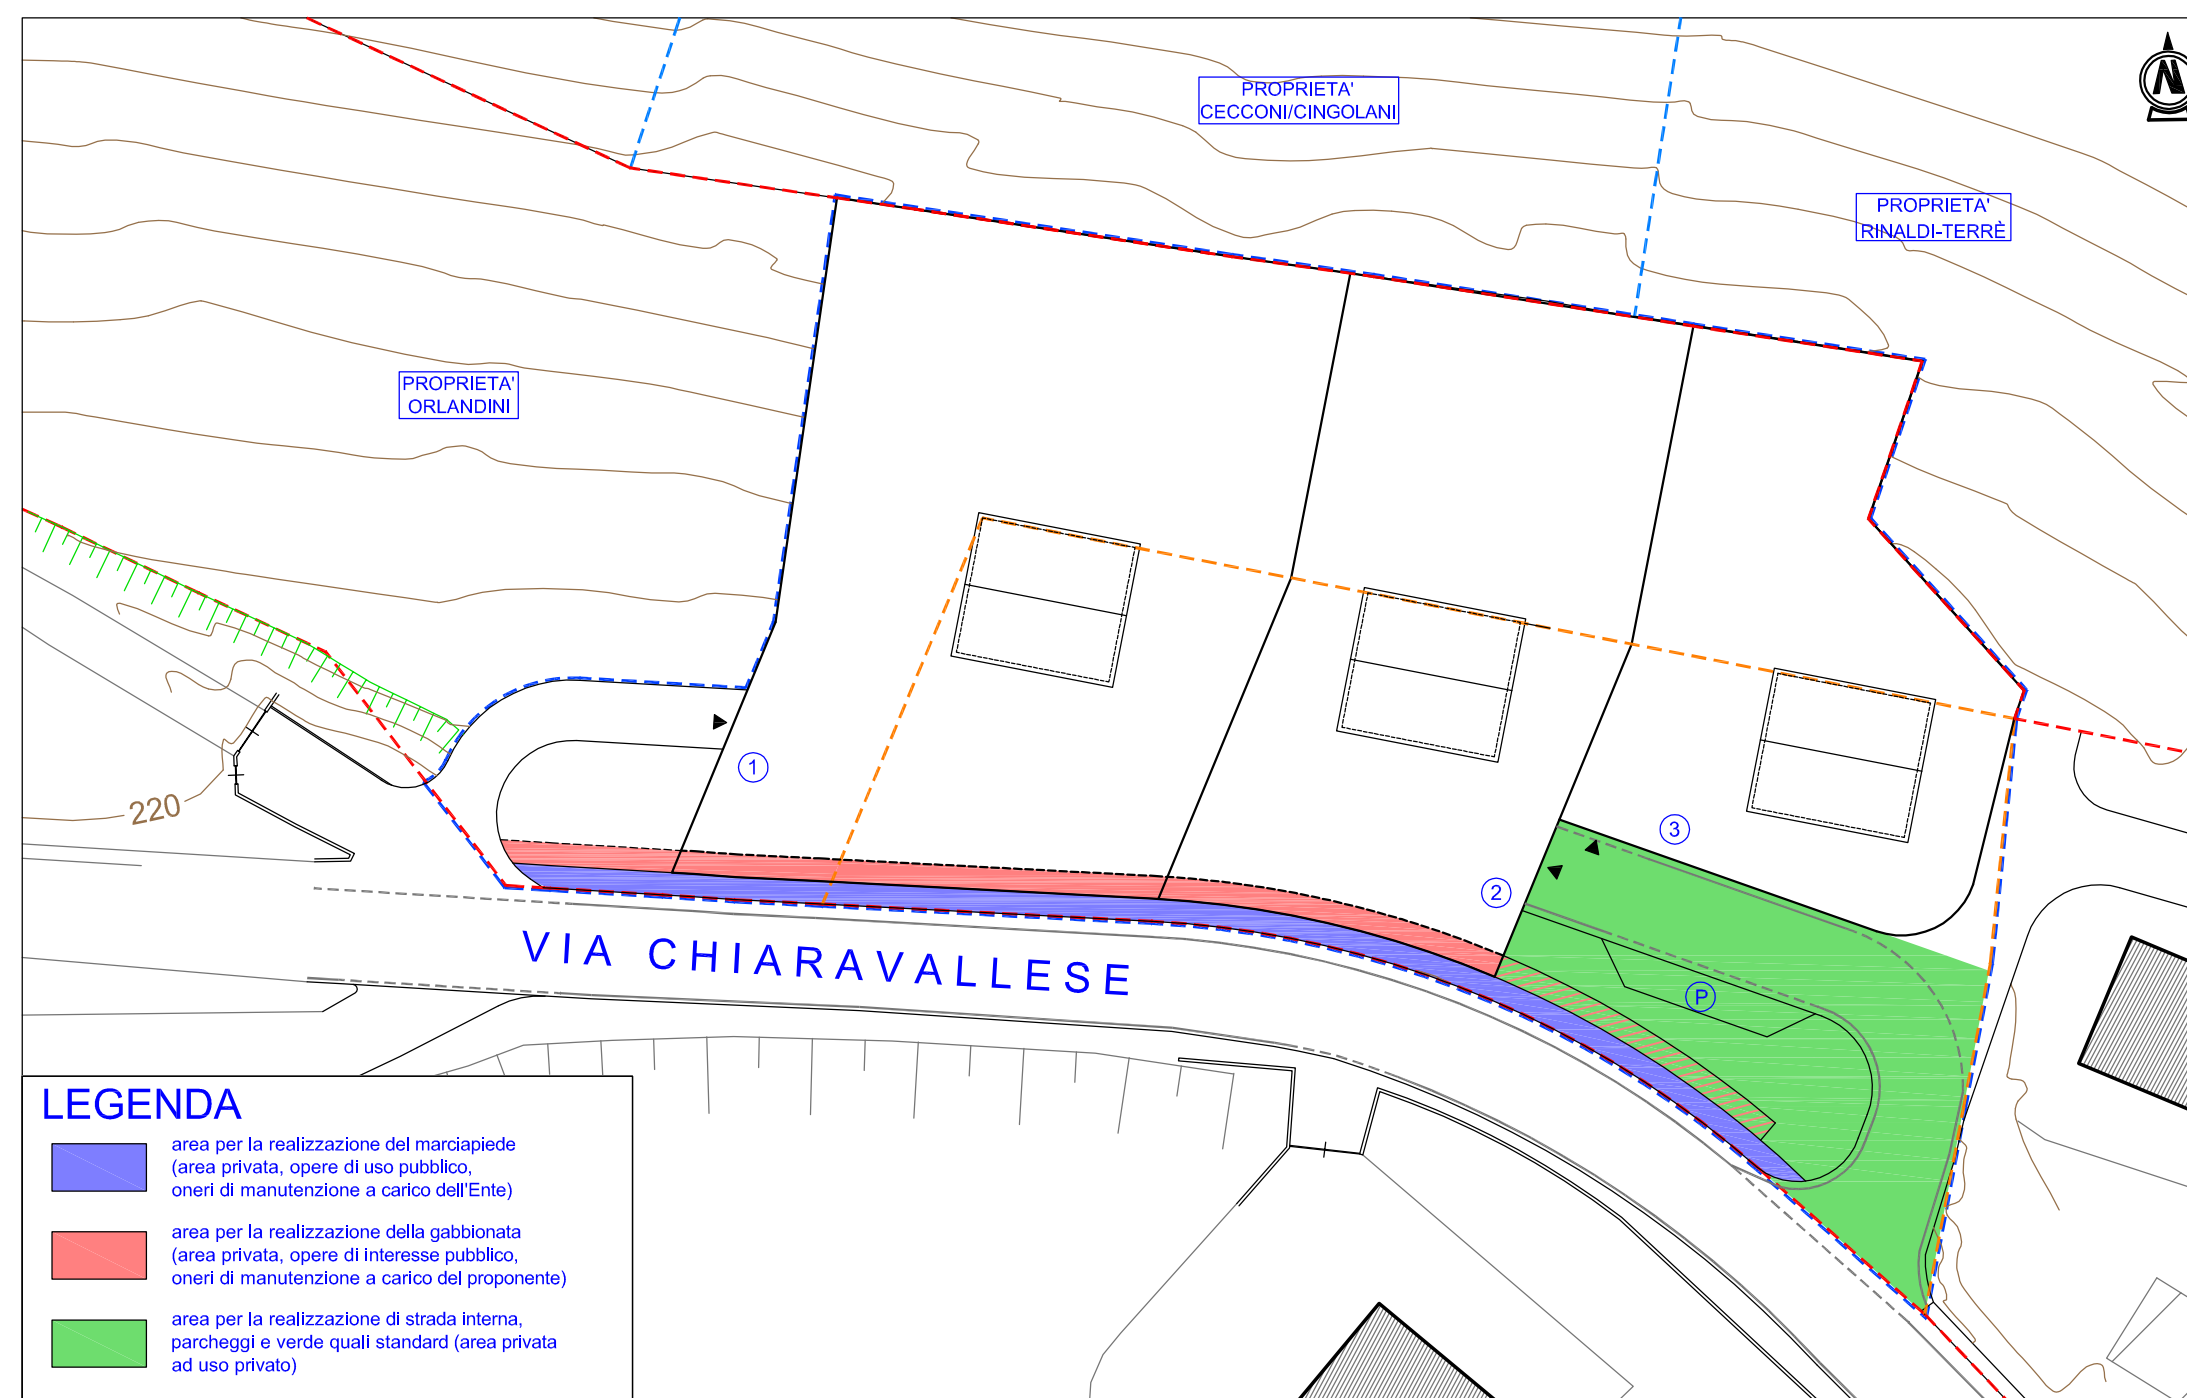 N
PROPRIETA'
CECCONI/CINGOLANI
PROPRIETA'
RINALDI-TERRÈ
PROPRIETA'
ORLANDINI
1
220
3
2
P
VIA CHIARAVALLESE
LEGENDA
area per la realizzazione del marciapiede
(area privata, opere di uso pubblico,
oneri di manutenzione a carico dell'Ente)
area per la realizzazione della gabbionata
(area privata, opere di interesse pubblico,
oneri di manutenzione a carico del proponente)
area per la realizzazione di strada interna,
parcheggi e verde quali standard (area privata
ad uso privato)